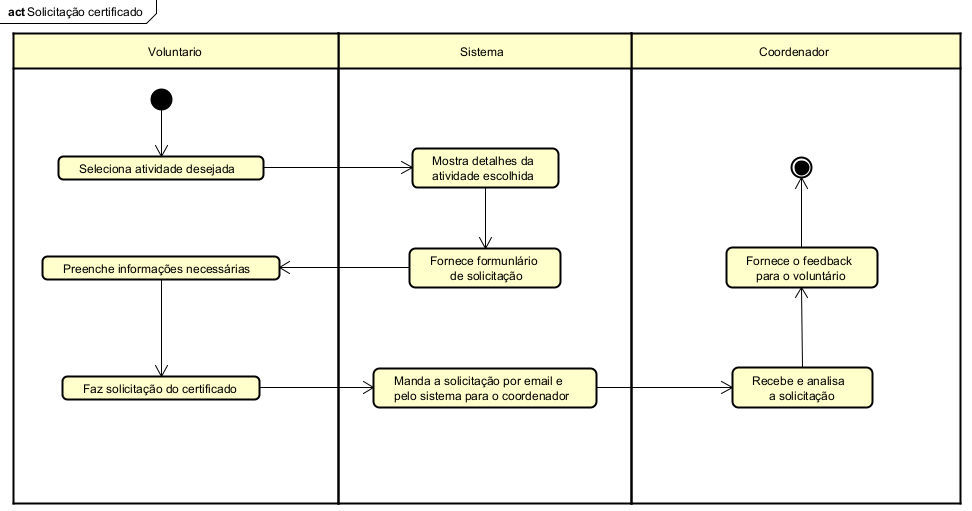 act Solicitação certificado
Voluntario
Sistema
Coordenador
Seleciona atividade desejada
Mostra detalhes da
atividade escolhida
Fornece formunlário
de solicitação
Preenche informações necessárias
Faz solicitação do certificado
Manda a solicitação por email e
pelo sistema para o coordenador
Recebe e analisa
a solicitação
Fornece o feedback
para o voluntário